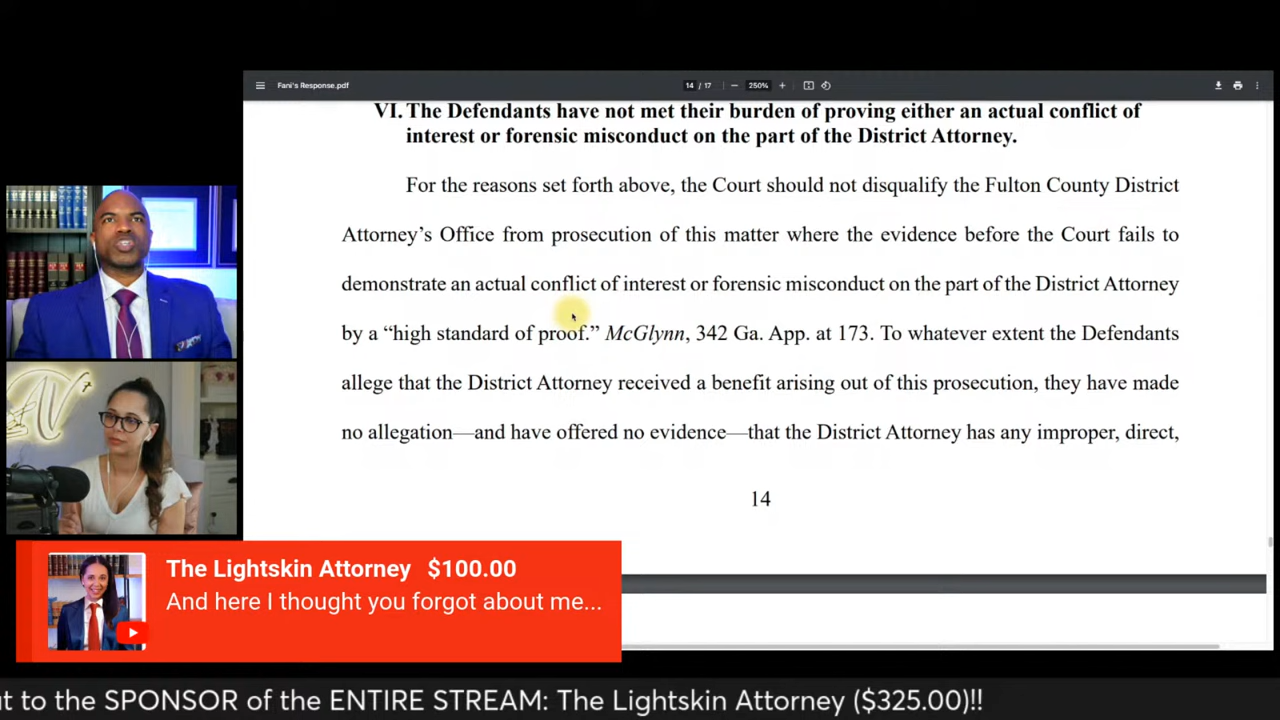 Fani's Response.pdf
14 / 17
250%
VI. The Defendants have not met their burden of proving either an actual conflict of
interest or forensic misconduct on the part of the District Attorney.
For the reasons set forth above, the Court should not disqualify the Fulton County District
Attorney’s Office from prosecution of this matter where the evidence before the Court fails to
demonstrate an actual conflict of interest or forensic misconduct on the part of the District Attorney
by a “high standard of proof.” McGlynn, 342 Ga. App. at 173. To whatever extent the Defendants
allege that the District Attorney received a benefit arising out of this prosecution, they have made
no allegation—and have offered no evidence—that the District Attorney has any improper, direct,
14
The Lightskin Attorney $100.00
And here I thought you forgot about me...
to the SPONSOR of the ENTIRE STREAM: The Lightskin Attorney ($325.00)!!